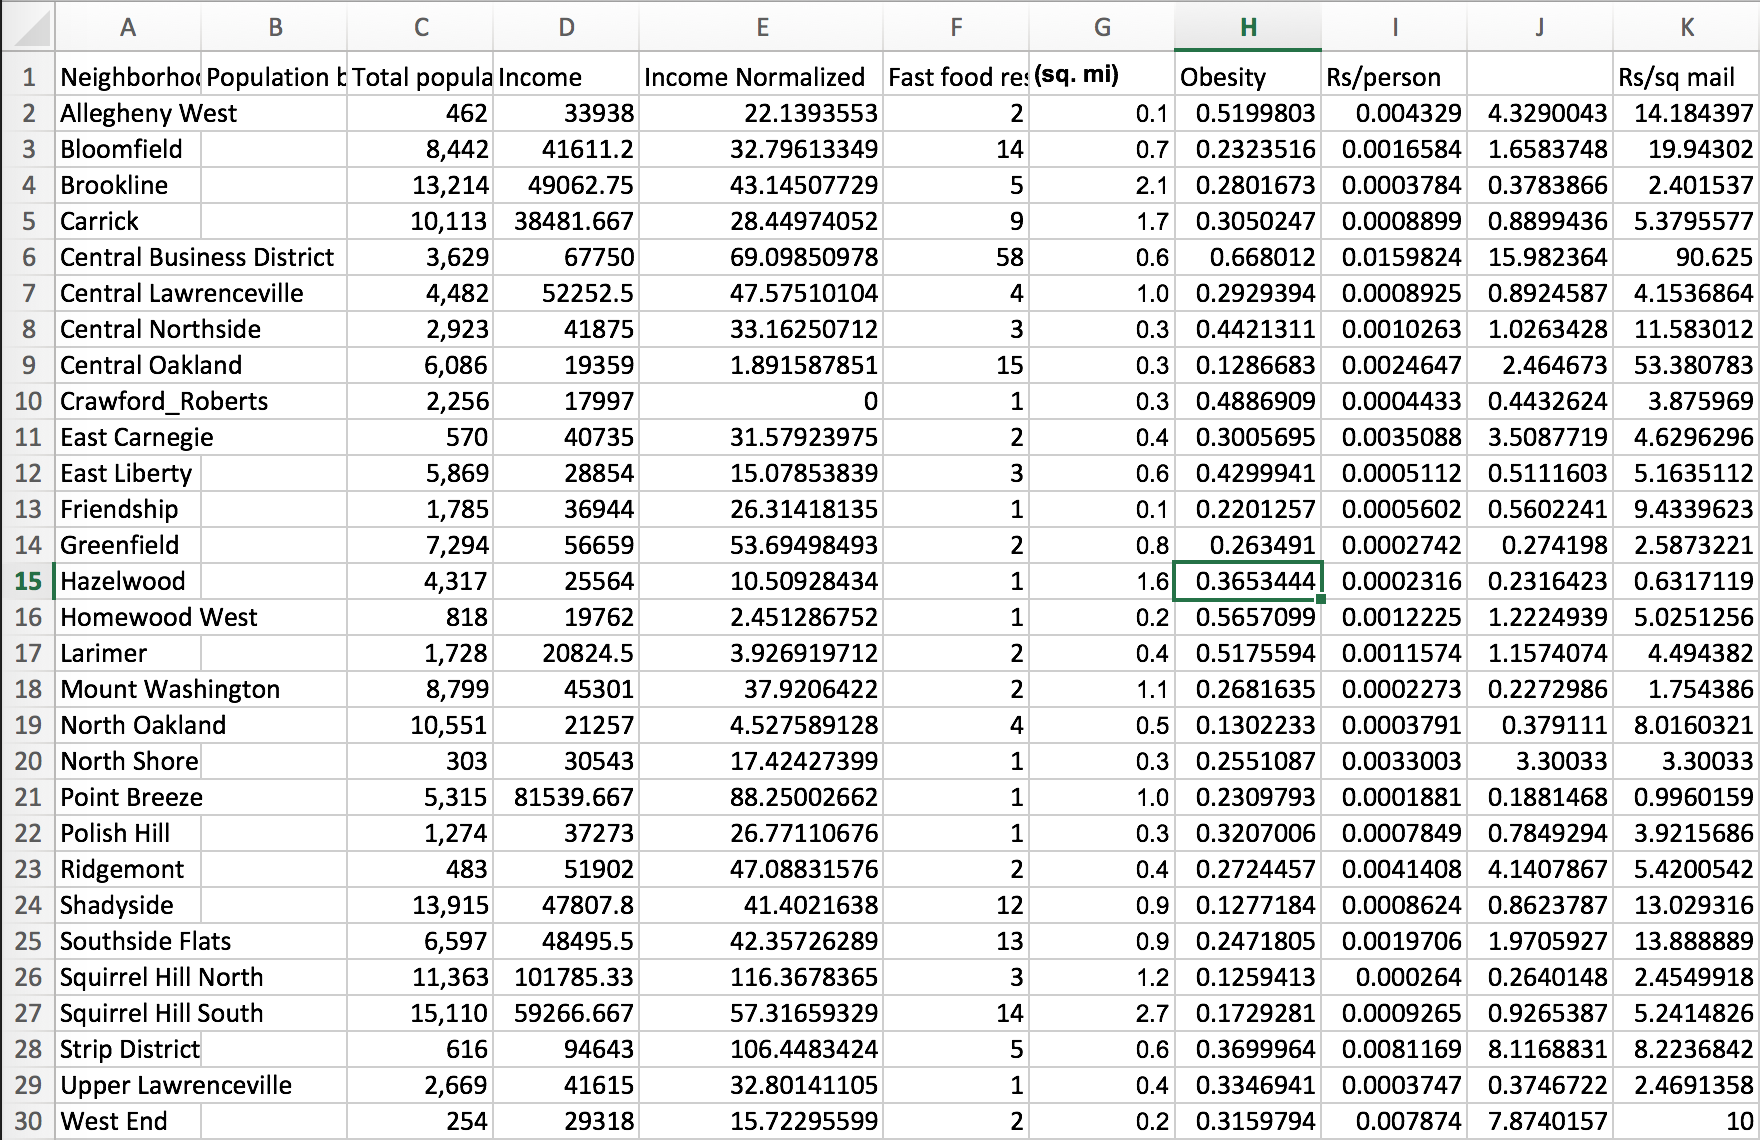 A B C D E F G H I J K
1 Neighborhoo Population b Total popula Income Income Normalized Fast food res (sq. mi) Obesity Rs/person Rs/sq mail
2 Allegheny West 462 33938 22.1393553 2 0.1 0.5199803 0.004329 4.3290043 14.184397
3 Bloomfield 8,442 41611.2 32.79613349 14 0.7 0.2323516 0.0016584 1.6583748 19.94302
4 Brookline 13,214 49062.75 43.14507729 5 2.1 0.2801673 0.0003784 0.3783866 2.401537
5 Carrick 10,113 38481.667 28.44974052 9 1.7 0.3050247 0.0008899 0.8899436 5.3795577
6 Central Business District 3,629 67750 69.09850978 58 0.6 0.668012 0.0159824 15.982364 90.625
7 Central Lawrenceville 4,482 52252.5 47.57510104 4 1.0 0.2929394 0.0008925 0.8924587 4.1536864
8 Central Northside 2,923 41875 33.16250712 3 0.3 0.4421311 0.0010263 1.0263428 11.583012
9 Central Oakland 6,086 19359 1.891587851 15 0.3 0.1286683 0.0024647 2.464673 53.380783
10 Crawford_Roberts 2,256 17997 0 1 0.3 0.4886909 0.0004433 0.4432624 3.875969
11 East Carnegie 570 40735 31.57923975 2 0.4 0.3005695 0.0035088 3.5087719 4.6296296
12 East Liberty 5,869 28854 15.07853839 3 0.6 0.4299941 0.0005112 0.5111603 5.1635112
13 Friendship 1,785 36944 26.31418135 1 0.1 0.2201257 0.0005602 0.5602241 9.4339623
14 Greenfield 7,294 56659 53.69498493 2 0.8 0.263491 0.0002742 0.274198 2.5873221
15 Hazelwood 4,317 25564 10.50928434 1 1.6 0.3653444 0.0002316 0.2316423 0.6317119
16 Homewood West 818 19762 2.451286752 1 0.2 0.5657099 0.0012225 1.2224939 5.0251256
17 Larimer 1,728 20824.5 3.926919712 2 0.4 0.5175594 0.0011574 1.1574074 4.494382
18 Mount Washington 8,799 45301 37.9206422 2 1.1 0.2681635 0.0002273 0.2272986 1.754386
19 North Oakland 10,551 21257 4.527589128 4 0.5 0.1302233 0.0003791 0.379111 8.0160321
20 North Shore 303 30543 17.42427399 1 0.3 0.2551087 0.0033003 3.30033 3.30033
21 Point Breeze 5,315 81539.667 88.25002662 1 1.0 0.2309793 0.0001881 0.1881468 0.9960159
22 Polish Hill 1,274 37273 26.77110676 1 0.3 0.3207006 0.0007849 0.7849294 3.9215686
23 Ridgemont 483 51902 47.08831576 2 0.4 0.2724457 0.0041408 4.1407867 5.4200542
24 Shadyside 13,915 47807.8 41.4021638 12 0.9 0.1277184 0.0008624 0.8623787 13.029316
25 Southside Flats 6,597 48495.5 42.35726289 13 0.9 0.2471805 0.0019706 1.9705927 13.888889
26 Squirrel Hill North 11,363 101785.33 116.3678365 3 1.2 0.1259413 0.000264 0.2640148 2.4549918
27 Squirrel Hill South 15,110 59266.667 57.31659329 14 2.7 0.1729281 0.0009265 0.9265387 5.2414826
28 Strip District 616 94643 106.4483424 5 0.6 0.3699964 0.0081169 8.1168831 8.2236842
29 Upper Lawrenceville 2,669 41615 32.80141105 1 0.4 0.3346941 0.0003747 0.3746722 2.4691358
30 West End 254 29318 15.72295599 2 0.2 0.3159794 0.007874 7.8740157 10